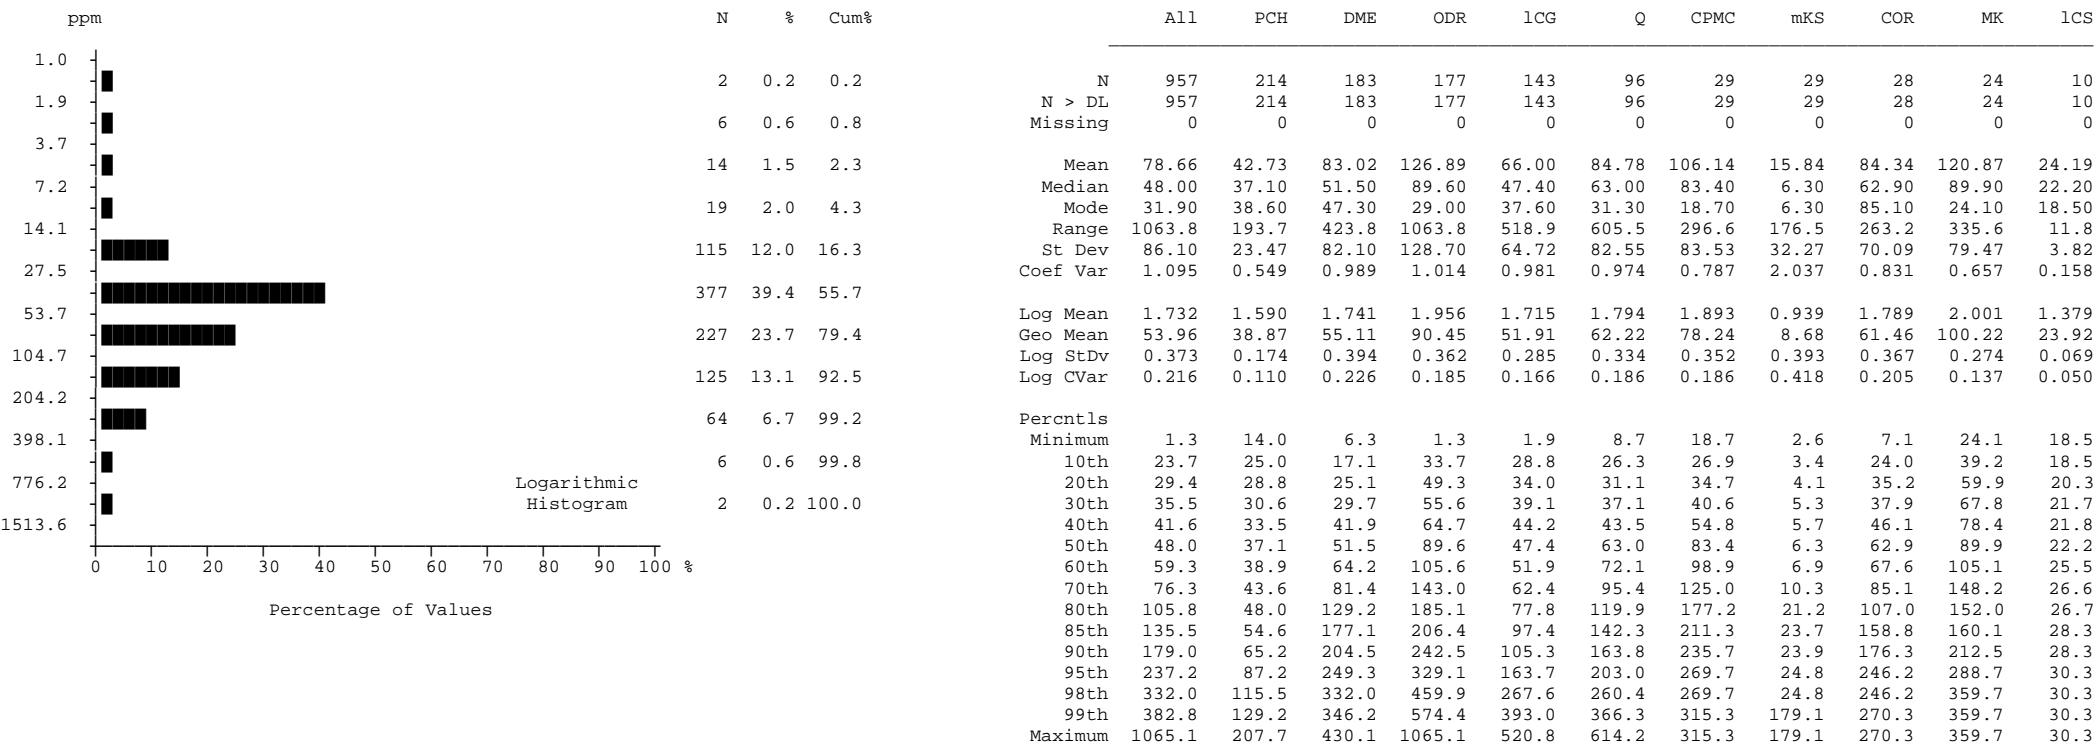 ppm N % Cum% All PCH DME ODR lCG Q CPMC mKS COR MK lCS
1.0
2 0.2 0.2 N 957 214 183 177 143 96 29 29 28 24 10
1.9 N > DL 957 214 183 177 143 96 29 29 28 24 10
6 0.6 0.8 Missing 0 0 0 0 0 0 0 0 0 0 0
3.7
14 1.5 2.3 Mean 78.66 42.73 83.02 126.89 66.00 84.78 106.14 15.84 84.34 120.87 24.19
7.2 Median 48.00 37.10 51.50 89.60 47.40 63.00 83.40 6.30 62.90 89.90 22.20
19 2.0 4.3 Mode 31.90 38.60 47.30 29.00 37.60 31.30 18.70 6.30 85.10 24.10 18.50
14.1 Range 1063.8 193.7 423.8 1063.8 518.9 605.5 296.6 176.5 263.2 335.6 11.8
115 12.0 16.3 St Dev 86.10 23.47 82.10 128.70 64.72 82.55 83.53 32.27 70.09 79.47 3.82
27.5 Coef Var 1.095 0.549 0.989 1.014 0.981 0.974 0.787 2.037 0.831 0.657 0.158
377 39.4 55.7
53.7 Log Mean 1.732 1.590 1.741 1.956 1.715 1.794 1.893 0.939 1.789 2.001 1.379
227 23.7 79.4 Geo Mean 53.96 38.87 55.11 90.45 51.91 62.22 78.24 8.68 61.46 100.22 23.92
104.7 Log StDv 0.373 0.174 0.394 0.362 0.285 0.334 0.352 0.393 0.367 0.274 0.069
125 13.1 92.5 Log CVar 0.216 0.110 0.226 0.185 0.166 0.186 0.186 0.418 0.205 0.137 0.050
204.2
64 6.7 99.2 Percntls
398.1 Minimum 1.3 14.0 6.3 1.3 1.9 8.7 18.7 2.6 7.1 24.1 18.5
6 0.6 99.8 10th 23.7 25.0 17.1 33.7 28.8 26.3 26.9 3.4 24.0 39.2 18.5
776.2 Logarithmic 20th 29.4 28.8 25.1 49.3 34.0 31.1 34.7 4.1 35.2 59.9 20.3
Histogram 2 0.2 100.0 30th 35.5 30.6 29.7 55.6 39.1 37.1 40.6 5.3 37.9 67.8 21.7
1513.6 40th 41.6 33.5 41.9 64.7 44.2 43.5 54.8 5.7 46.1 78.4 21.8
50th 48.0 37.1 51.5 89.6 47.4 63.0 83.4 6.3 62.9 89.9 22.2
0 10 20 30 40 50 60 70 80 90 100 % 60th 59.3 38.9 64.2 105.6 51.9 72.1 98.9 6.9 67.6 105.1 25.5
70th 76.3 43.6 81.4 143.0 62.4 95.4 125.0 10.3 85.1 148.2 26.6
Percentage of Values 80th 105.8 48.0 129.2 185.1 77.8 119.9 177.2 21.2 107.0 152.0 26.7
85th 135.5 54.6 177.1 206.4 97.4 142.3 211.3 23.7 158.8 160.1 28.3
90th 179.0 65.2 204.5 242.5 105.3 163.8 235.7 23.9 176.3 212.5 28.3
95th 237.2 87.2 249.3 329.1 163.7 203.0 269.7 24.8 246.2 288.7 30.3
98th 332.0 115.5 332.0 459.9 267.6 260.4 269.7 24.8 246.2 359.7 30.3
99th 382.8 129.2 346.2 574.4 393.0 366.3 315.3 179.1 270.3 359.7 30.3
Maximum 1065.1 207.7 430.1 1065.1 520.8 614.2 315.3 179.1 270.3 359.7 30.3